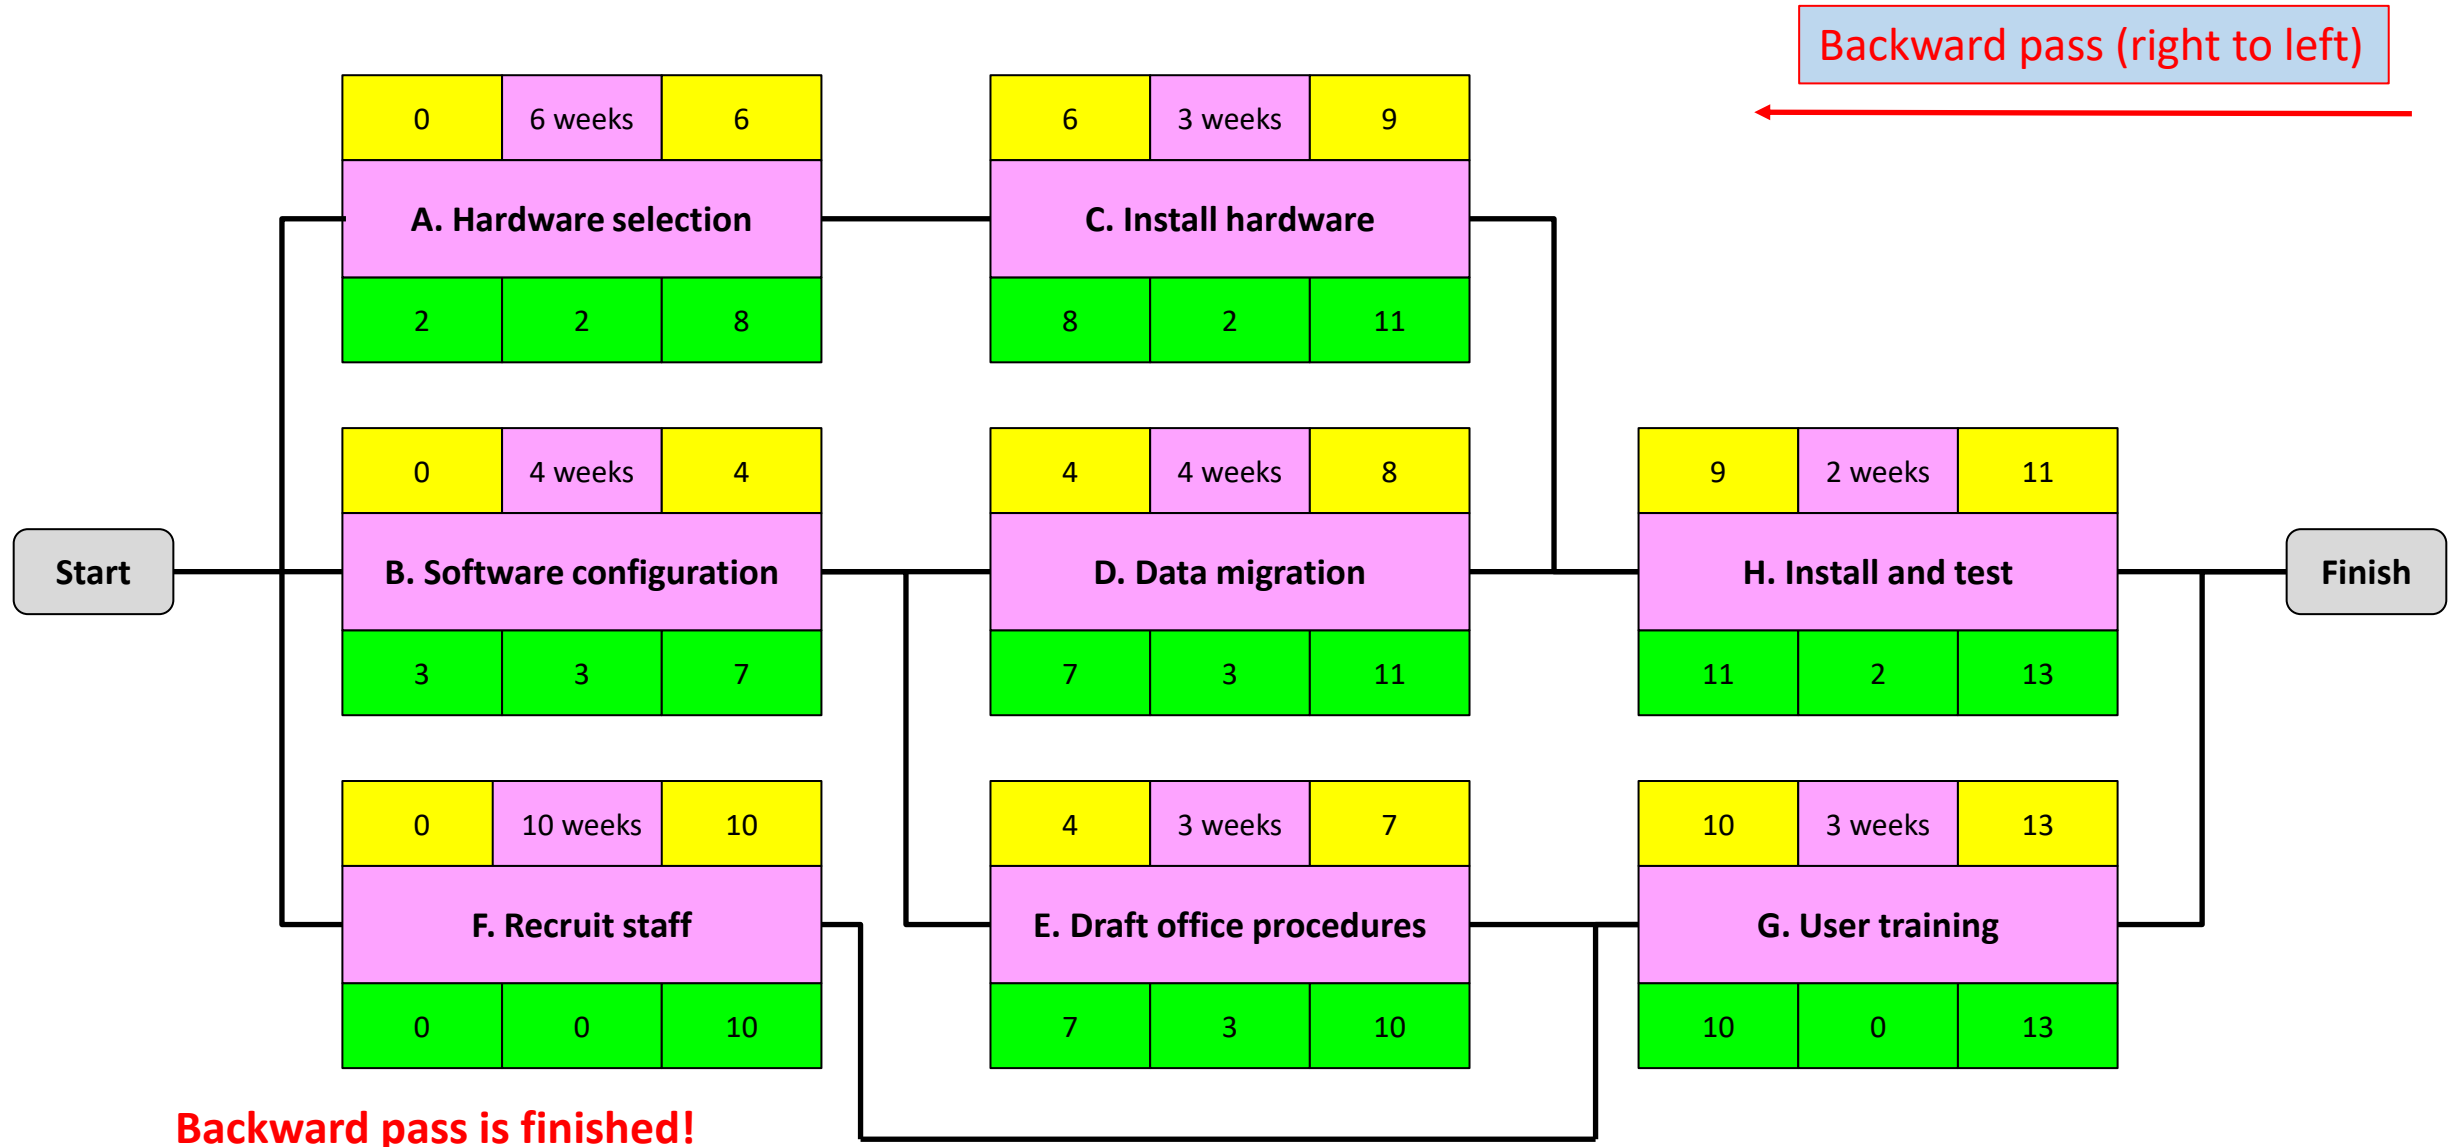 Backward pass (right to left)
0 6 weeks 6
A. Hardware selection
2 2 8
6 3 weeks 9
C. Install hardware
8 2 11
Start
0 4 weeks 4
B. Software configuration
3 3 7
4 4 weeks 8
D. Data migration
7 3 11
9 2 weeks 11
H. Install and test
11 2 13
Finish
0 10 weeks 10
F. Recruit staff
0 0 10
4 3 weeks 7
E. Draft office procedures
7 3 10
10 3 weeks 13
G. User training
10 0 13
Backward pass is finished!